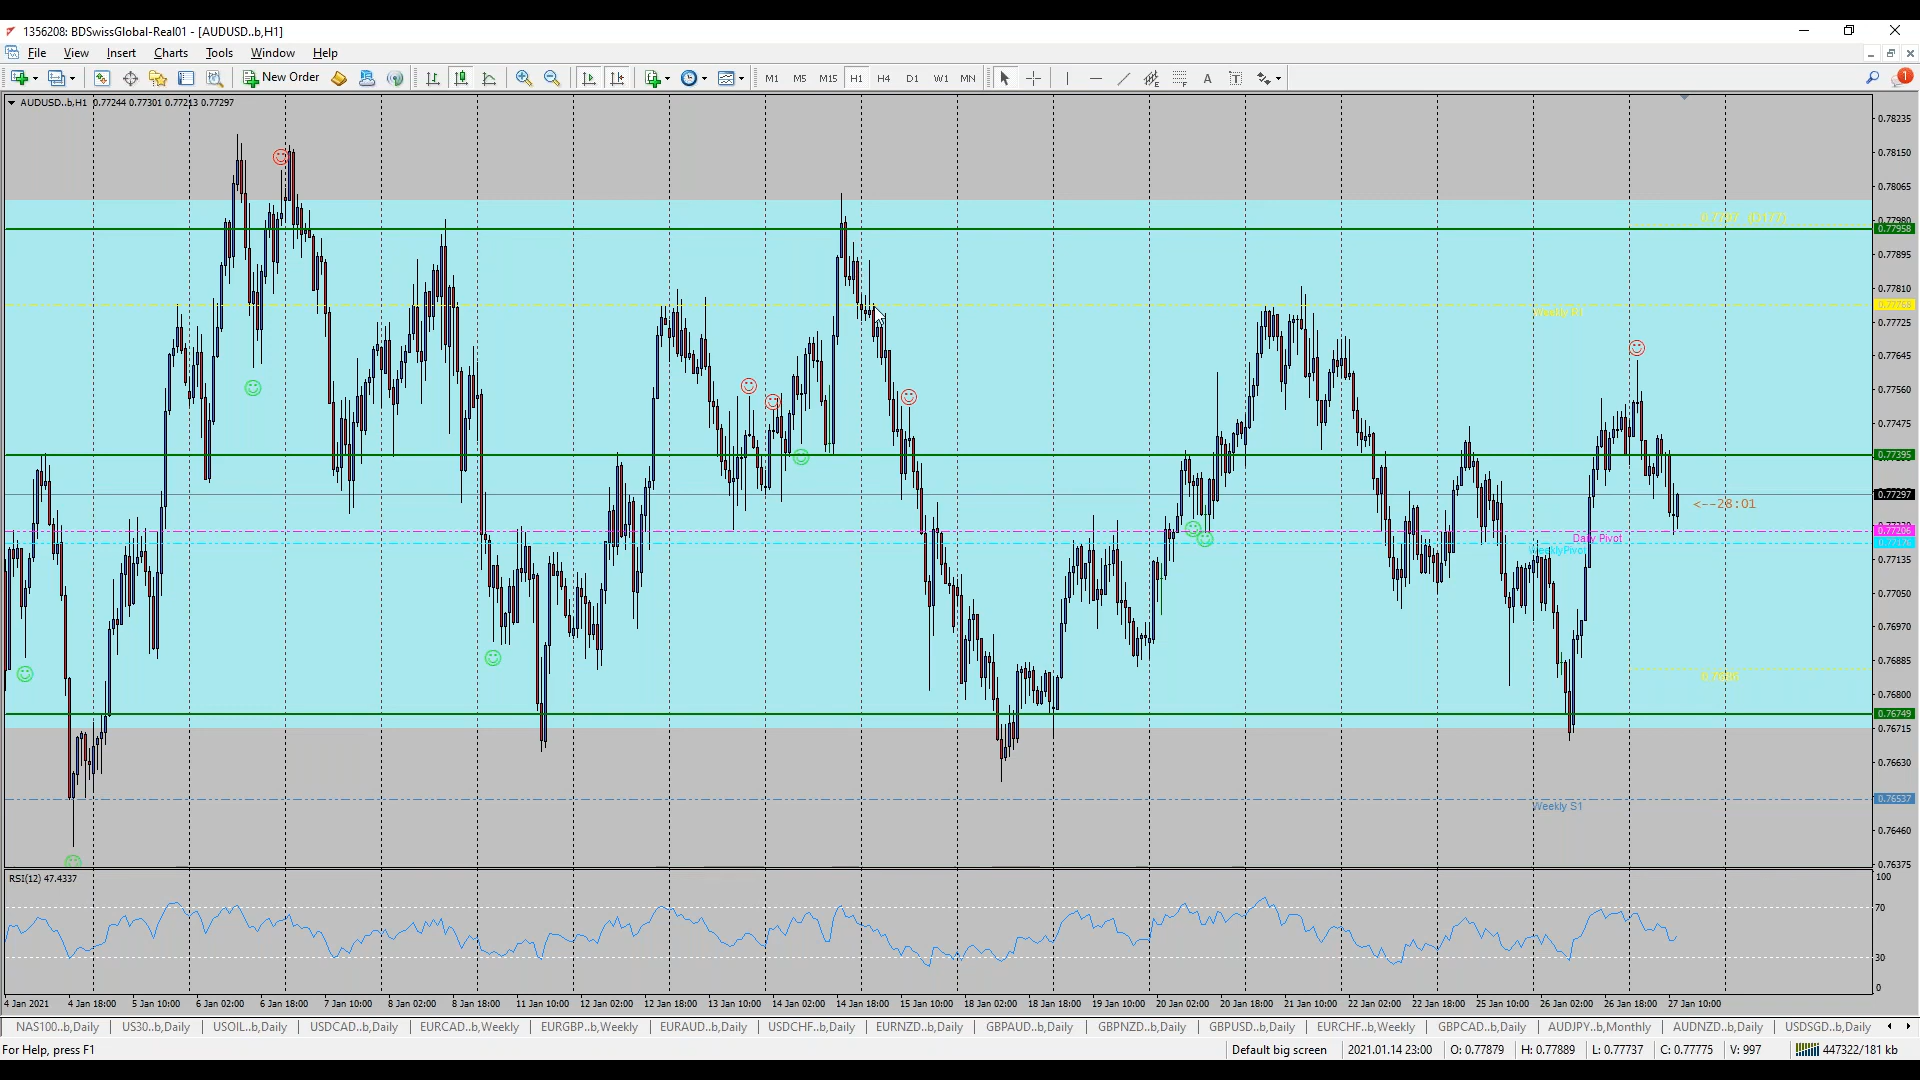 1356208: BDSwissGlobal-Real01 - [AUDUSD..b,H1]
File View Insert Charts Tools Window Help
New Order M1 M5 M15 H1 H4 D1 W1 MN A T 1
AUDUSD..b,H1 0.77244 0.77301 0.77213 0.77297
0.78235
0.78150
0.78065
0.77980
0.77958
0.77895
0.77810
0.77768
Weekly R1
0.77725
0.77645
0.77560
0.77475
0.77395
0.77297
<--28:01
0.77206
Daily Pivot
0.77176
WeeklyPivot
0.77135
0.77050
0.76970
0.76885
0.76800
0.76749
0.76715
0.76630
0.76537
Weekly S1
0.76460
0.76375
RSI(12) 47.4337
100
70
30
0
4 Jan 2021 4 Jan 18:00 5 Jan 10:00 6 Jan 02:00 6 Jan 18:00 7 Jan 10:00 8 Jan 02:00 8 Jan 18:00 11 Jan 10:00 12 Jan 02:00 12 Jan 18:00 13 Jan 10:00 14 Jan 02:00 14 Jan 18:00 15 Jan 10:00 18 Jan 02:00 18 Jan 18:00 19 Jan 10:00 20 Jan 02:00 20 Jan 18:00 21 Jan 10:00 22 Jan 02:00 22 Jan 18:00 25 Jan 10:00 26 Jan 02:00 26 Jan 18:00 27 Jan 10:00
NAS100..b,Daily US30..b,Daily USOIL..b,Daily USDCAD..b,Daily EURCAD..b,Weekly EURGBP..b,Weekly EURAUD..b,Daily USDCHF..b,Daily EURNZD..b,Daily GBPAUD..b,Daily GBPNZD..b,Daily GBPUSD..b,Daily EURCHF..b,Weekly GBPCAD..b,Daily AUDJPY..b,Monthly AUDNZD..b,Daily USDSGD..b,Daily
For Help, press F1 Default big screen 2021.01.14 23:00 O: 0.77879 H: 0.77889 L: 0.77737 C: 0.77775 V: 997 447322/181 kb